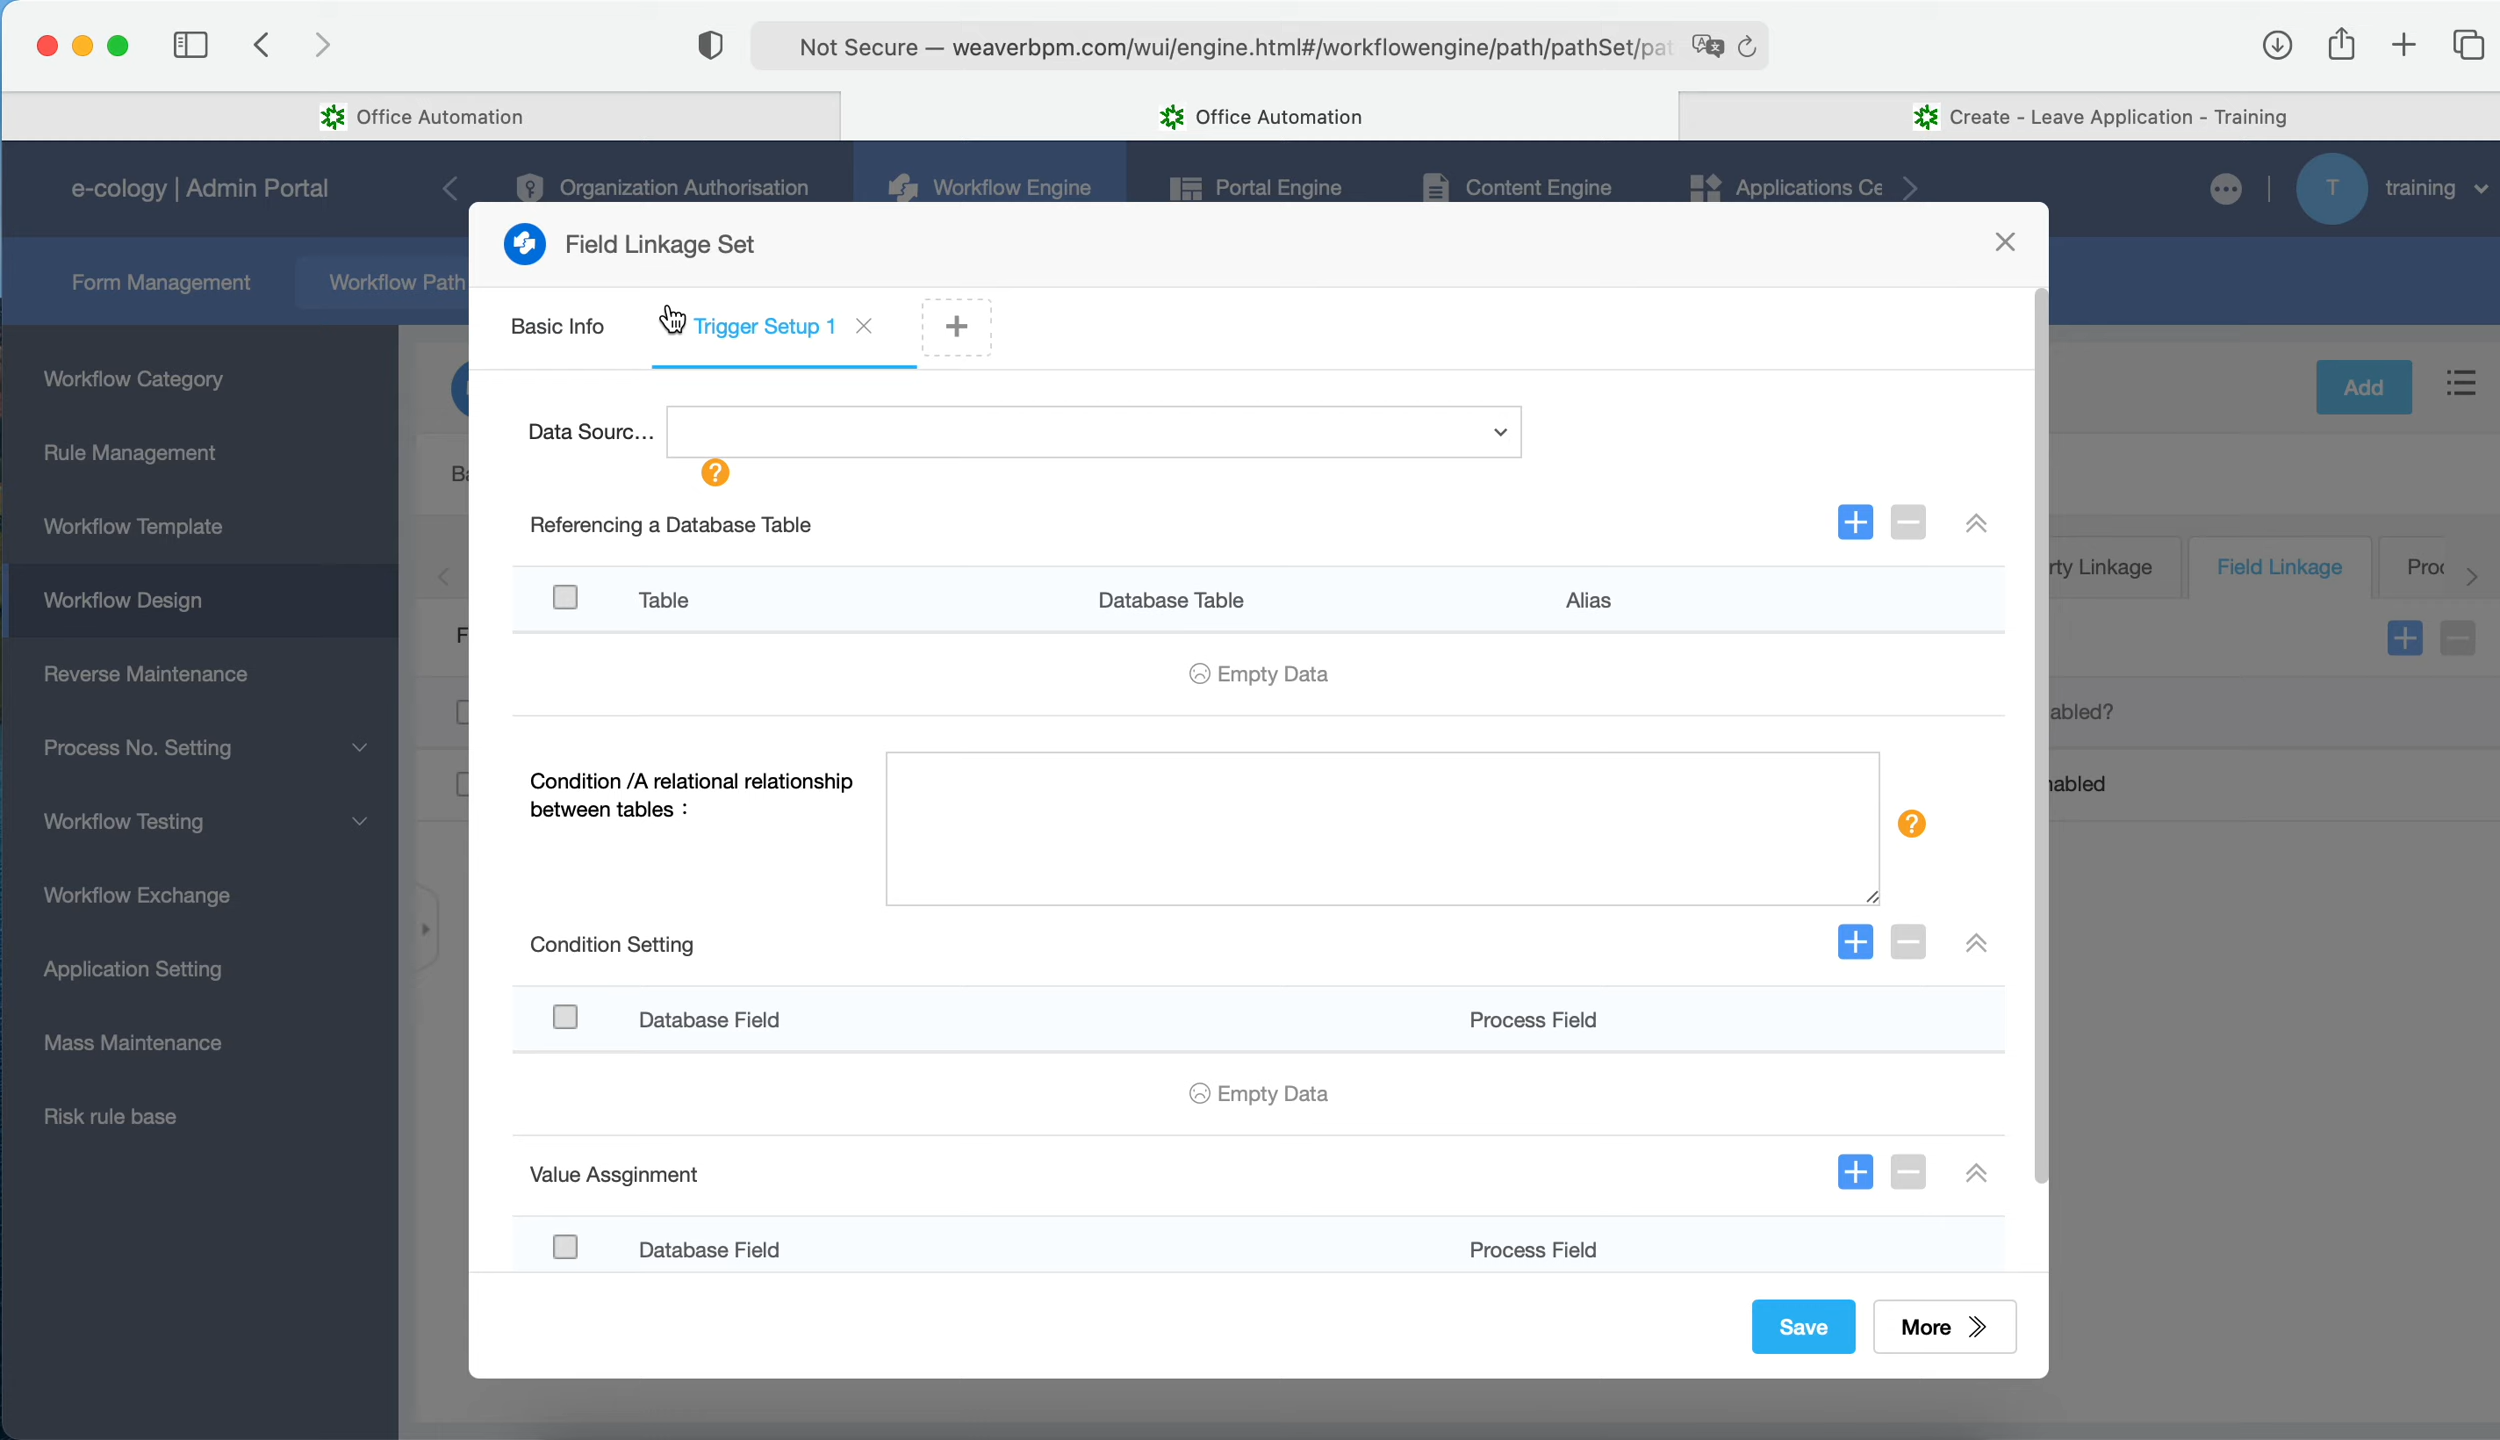 Not Secure — weaverbpm.com/wui/engine.html#/workflowengine/path/pathSet/pat
Office Automation
Office Automation
Create - Leave Application - Training
e-cology | Admin Portal
Organization Authorisation
Workflow Engine
Portal Engine
Content Engine
Applications Ce
T
training
Form Management
Workflow Path
Field Linkage Set
Basic Info
Trigger Setup 1
Workflow Category
Rule Management
Workflow Template
Workflow Design
Reverse Maintenance
Process No. Setting
Workflow Testing
Workflow Exchange
Application Setting
Mass Maintenance
Risk rule base
Add
Ba
rty Linkage
Field Linkage
Proc
F
abled?
nabled
Data Sourc...
?
Referencing a Database Table
Table
Database Table
Alias
Empty Data
Condition /A relational relationship
between tables :
?
Condition Setting
Database Field
Process Field
Empty Data
Value Assginment
Database Field
Process Field
Save
More